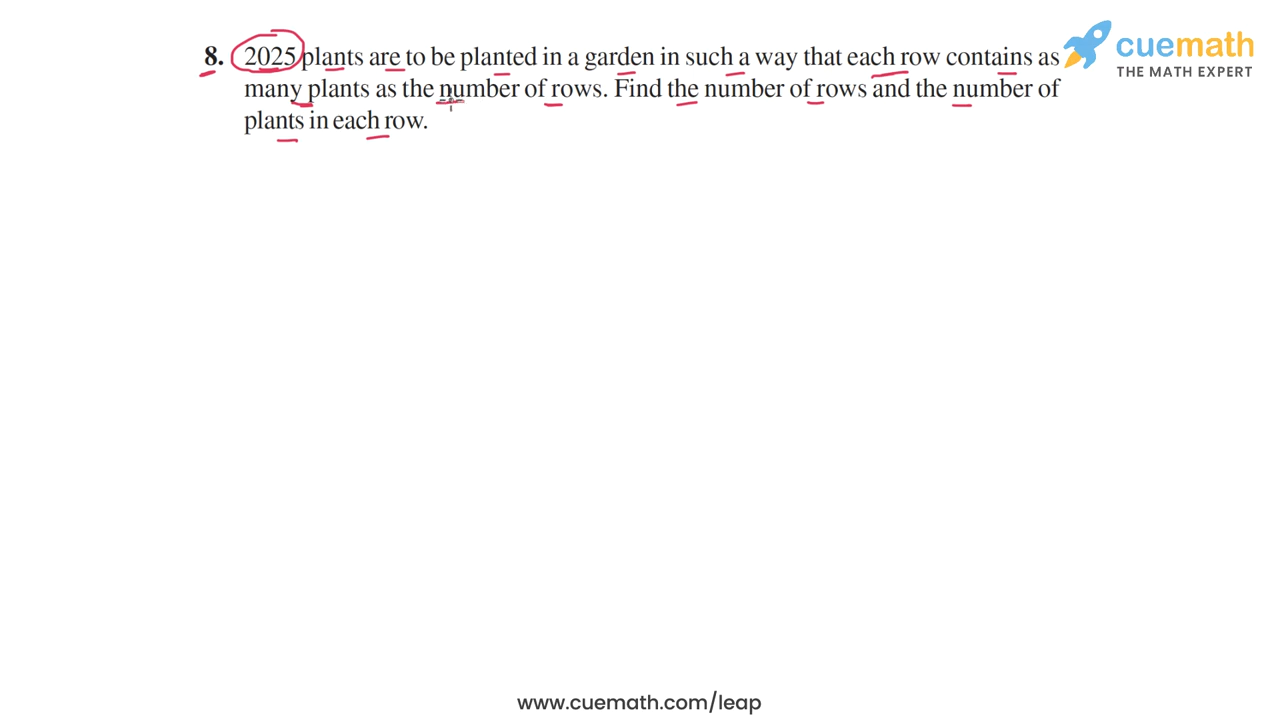 8. 2025 plants are to be planted in a garden in such a way that each row contains as
many plants as the number of rows. Find the number of rows and the number of
plants in each row.
cuemath
THE MATH EXPERT
www.cuemath.com/leap